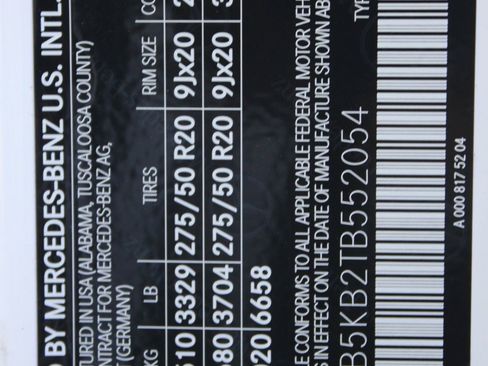 BY MERCEDES-BENZ U.S. INTL.
TURED IN USA (ALABAMA, TUSCALOOSA COUNTY)
NTRACT FOR MERCEDES-BENZ AG,
(GERMANY)
KG LB TIRES RIM SIZE CO
510 3329 275/50 R20 9Jx20
680 3704 275/50 R20 9Jx20
020 6658
LE CONFORMS TO ALL APPLICABLE FEDERAL MOTOR VEH
S IN EFFECT ON THE DATE OF MANUFACTURE SHOWN AB
B5KB2TB552054 TYP
A 000 817 52 04